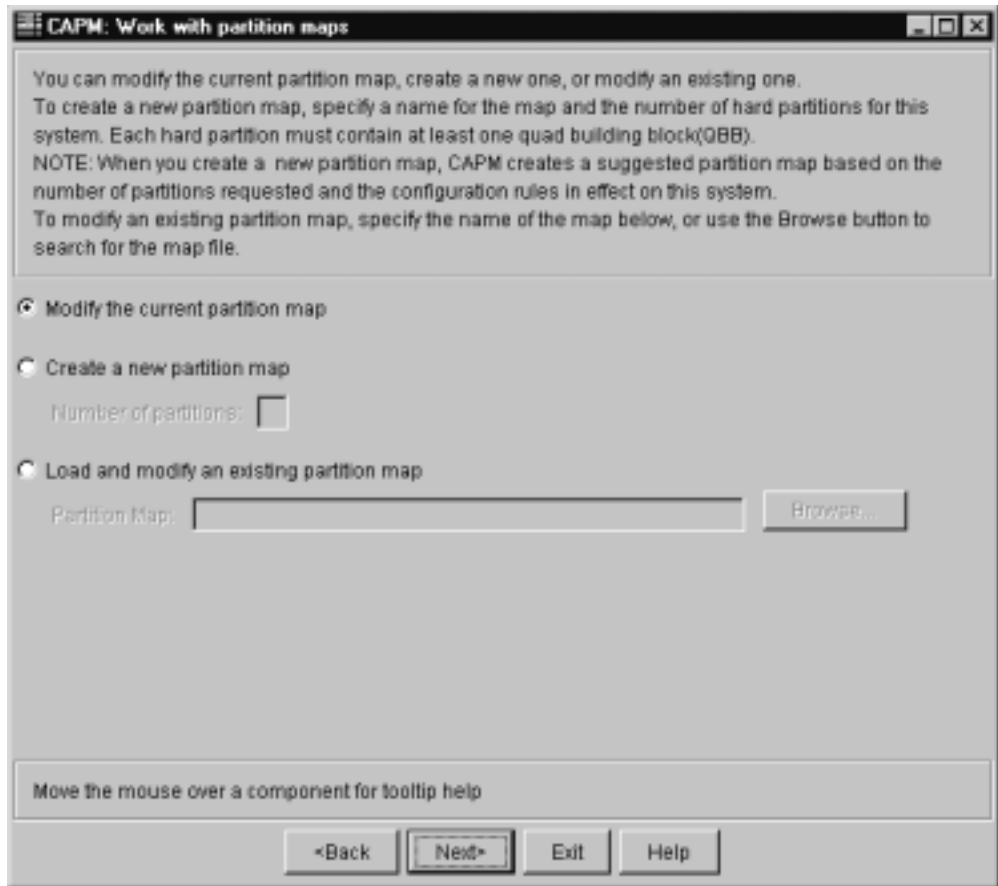 CAPM: Work with partition maps
You can modify the current partition map, create a new one, or modify an existing one.
To create a new partition map, specify a name for the map and the number of hard partitions for this
system. Each hard partition must contain at least one quad building block(QBB).
NOTE: When you create a new partition map, CAPM creates a suggested partition map based on the
number of partitions requested and the configuration rules in effect on this system.
To modify an existing partition map, specify the name of the map below, or use the Browse button to
search for the map file.
Modify the current partition map
Create a new partition map
Number of partitions:
Load and modify an existing partition map
Partition Map:
Browse...
Move the mouse over a component for tooltip help
<Back
Next>
Exit
Help